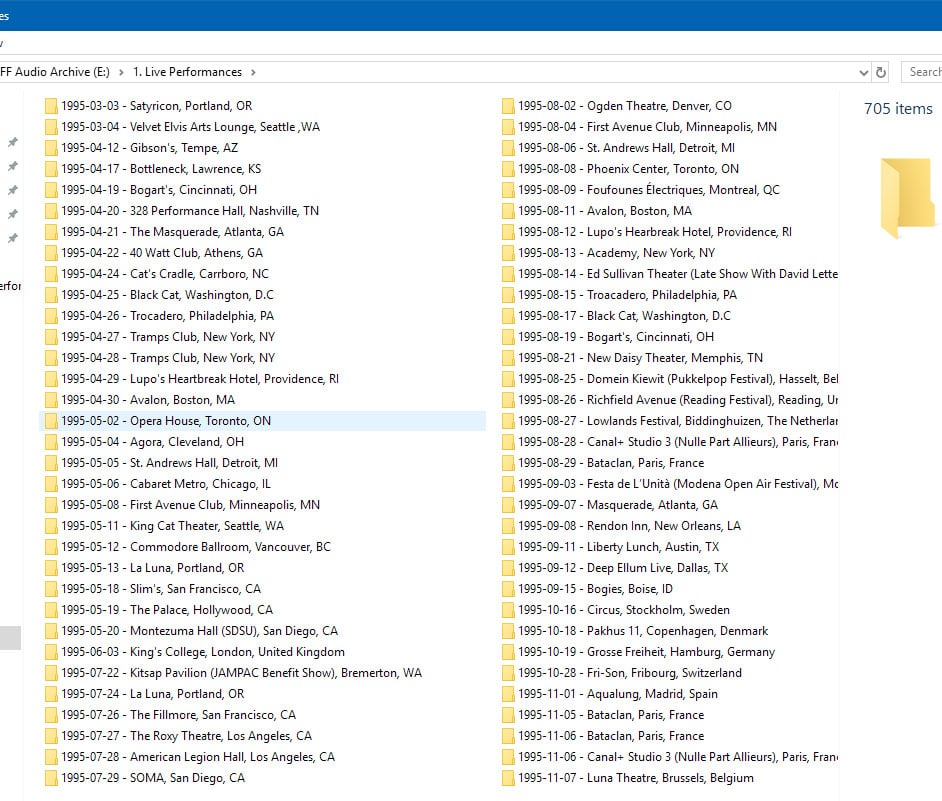 es
FF Audio Archive (E:) › 1. Live Performances ›
Search
erfor
1995-03-03 - Satyricon, Portland, OR
1995-03-04 - Velvet Elvis Arts Lounge, Seattle ,WA
1995-04-12 - Gibson's, Tempe, AZ
1995-04-17 - Bottleneck, Lawrence, KS
1995-04-19 - Bogart's, Cincinnati, OH
1995-04-20 - 328 Performance Hall, Nashville, TN
1995-04-21 - The Masquerade, Atlanta, GA
1995-04-22 - 40 Watt Club, Athens, GA
1995-04-24 - Cat's Cradle, Carrboro, NC
1995-04-25 - Black Cat, Washington, D.C
1995-04-26 - Trocadero, Philadelphia, PA
1995-04-27 - Tramps Club, New York, NY
1995-04-28 - Tramps Club, New York, NY
1995-04-29 - Lupo's Heartbreak Hotel, Providence, RI
1995-04-30 - Avalon, Boston, MA
1995-05-02 - Opera House, Toronto, ON
1995-05-04 - Agora, Cleveland, OH
1995-05-05 - St. Andrews Hall, Detroit, MI
1995-05-06 - Cabaret Metro, Chicago, IL
1995-05-08 - First Avenue Club, Minneapolis, MN
1995-05-11 - King Cat Theater, Seattle, WA
1995-05-12 - Commodore Ballroom, Vancouver, BC
1995-05-13 - La Luna, Portland, OR
1995-05-18 - Slim's, San Francisco, CA
1995-05-19 - The Palace, Hollywood, CA
1995-05-20 - Montezuma Hall (SDSU), San Diego, CA
1995-06-03 - King's College, London, United Kingdom
1995-07-22 - Kitsap Pavilion (JAMPAC Benefit Show), Bremerton, WA
1995-07-24 - La Luna, Portland, OR
1995-07-26 - The Fillmore, San Francisco, CA
1995-07-27 - The Roxy Theatre, Los Angeles, CA
1995-07-28 - American Legion Hall, Los Angeles, CA
1995-07-29 - SOMA, San Diego, CA
1995-08-02 - Ogden Theatre, Denver, CO
1995-08-04 - First Avenue Club, Minneapolis, MN
1995-08-06 - St. Andrews Hall, Detroit, MI
1995-08-08 - Phoenix Center, Toronto, ON
1995-08-09 - Foufounes Électriques, Montreal, QC
1995-08-11 - Avalon, Boston, MA
1995-08-12 - Lupo's Hearbreak Hotel, Providence, RI
1995-08-13 - Academy, New York, NY
1995-08-14 - Ed Sullivan Theater (Late Show With David Lette
1995-08-15 - Troacadero, Philadelphia, PA
1995-08-17 - Black Cat, Washington, D.C
1995-08-19 - Bogart's, Cincinnati, OH
1995-08-21 - New Daisy Theater, Memphis, TN
1995-08-25 - Domein Kiewit (Pukkelpop Festival), Hasselt, Bel
1995-08-26 - Richfield Avenue (Reading Festival), Reading, Un
1995-08-27 - Lowlands Festival, Biddinghuizen, The Netherlan
1995-08-28 - Canal+ Studio 3 (Nulle Part Allieurs), Paris, Fran
1995-08-29 - Bataclan, Paris, France
1995-09-03 - Festa de L'Unità (Modena Open Air Festival), Mo
1995-09-07 - Masquerade, Atlanta, GA
1995-09-08 - Rendon Inn, New Orleans, LA
1995-09-11 - Liberty Lunch, Austin, TX
1995-09-12 - Deep Ellum Live, Dallas, TX
1995-09-15 - Bogies, Boise, ID
1995-10-16 - Circus, Stockholm, Sweden
1995-10-18 - Pakhus 11, Copenhagen, Denmark
1995-10-19 - Grosse Freiheit, Hamburg, Germany
1995-10-28 - Fri-Son, Fribourg, Switzerland
1995-11-01 - Aqualung, Madrid, Spain
1995-11-05 - Bataclan, Paris, France
1995-11-06 - Bataclan, Paris, France
1995-11-06 - Canal+ Studio 3 (Nulle Part Allieurs), Paris, Fran
1995-11-07 - Luna Theatre, Brussels, Belgium
705 items